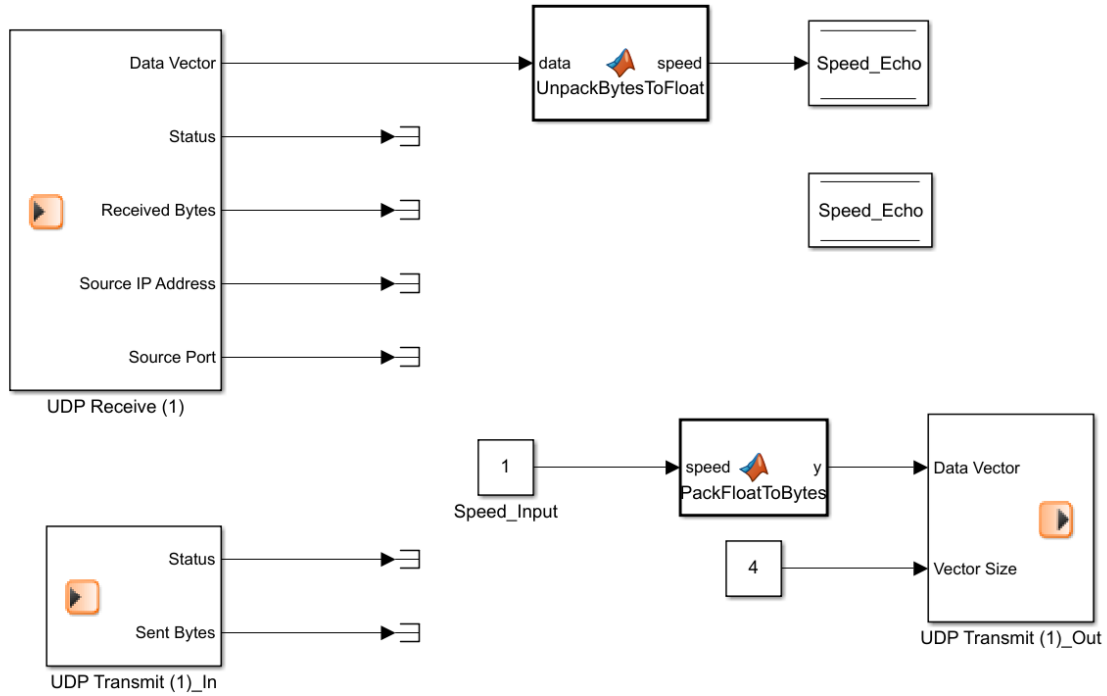 Data Vector
Status
Received Bytes
Source IP Address
Source Port
UDP Receive (1)
data
speed
UnpackBytesToFloat
Speed_Echo
Speed_Echo
1
Speed_Input
speed
y
PackFloatToBytes
4
Data Vector
Vector Size
UDP Transmit (1)_Out
Status
Sent Bytes
UDP Transmit (1)_In